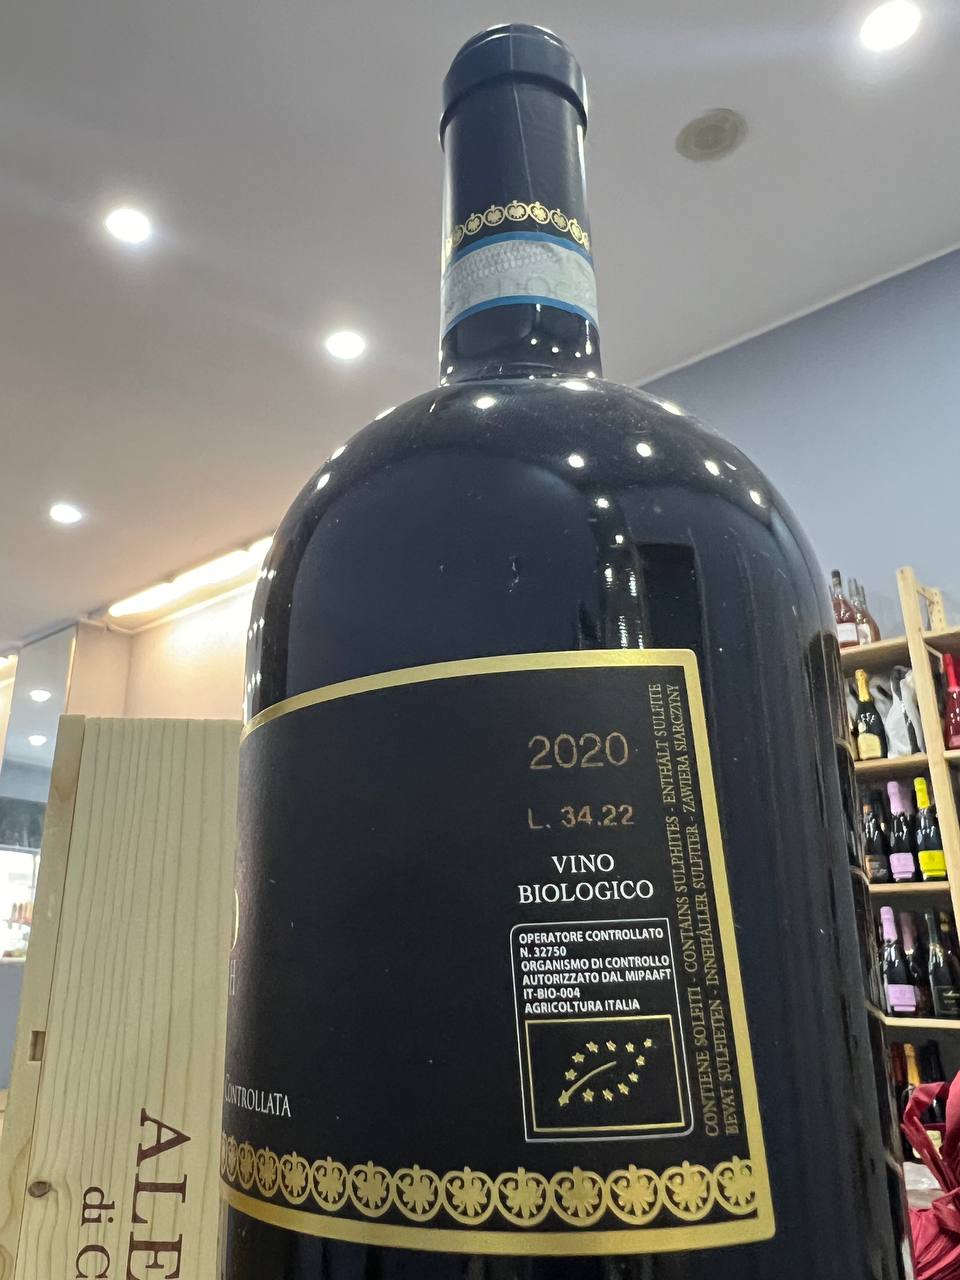 2020
L. 34.22
VINO
BIOLOGICO
OPERATORE CONTROLLATO
N. 32750
ORGANISMO DI CONTROLLO
AUTORIZZATO DAL MIPAAFT
IT-BIO-004
AGRICOLTURA ITALIA
CONTIENE SOLFITI - CONTAINS SULPHITES - ENTHÄLT SULFITE
BEVAT SULFIETEN - INNEHÅLLER SULFITER - ZAWIERA SIARCZYNY
CONTROLLATA
ALE
di C